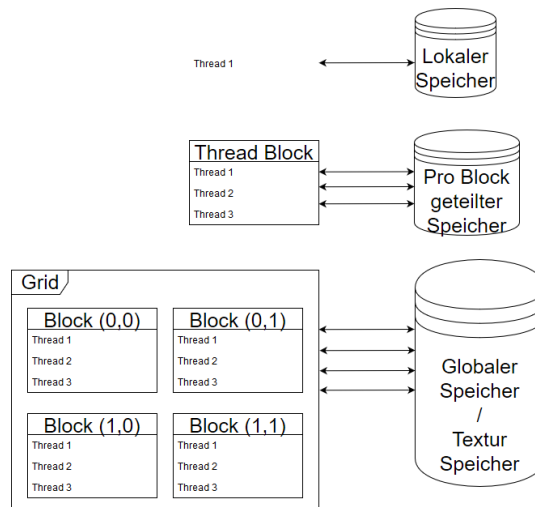 Thread 1
Lokaler
Speicher
Thread Block
Thread 1
Thread 2
Thread 3
Pro Block
geteilter
Speicher
Grid
Block (0,0)
Thread 1
Thread 2
Thread 3
Block (0,1)
Thread 1
Thread 2
Thread 3
Block (1,0)
Thread 1
Thread 2
Thread 3
Block (1,1)
Thread 1
Thread 2
Thread 3
Globaler
Speicher
/
Textur
Speicher